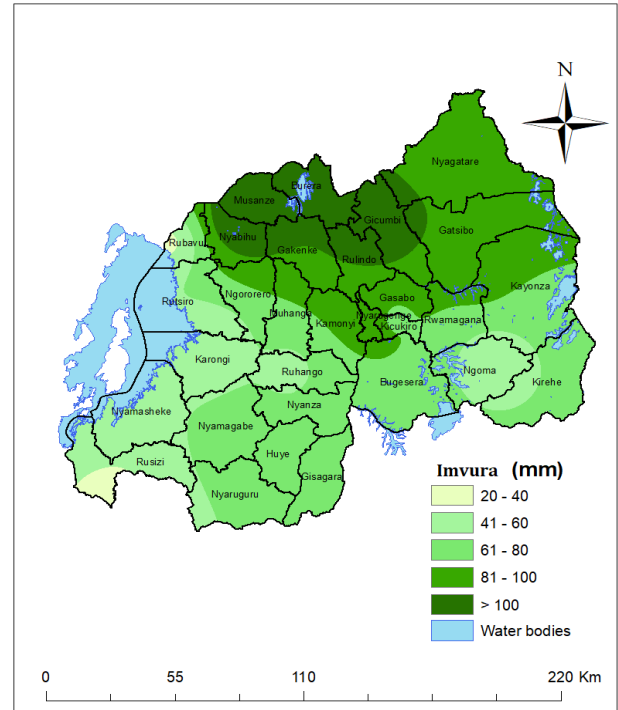 N
Nyagatare
Burera
Musanze
Gicumbi
Nyabihu
Rubavu
Gakenke
Gatsibo
Rulindo
Kayonza
Rutsiro
Ngororero
Gasabo
Muhanga
Kamonyi
Nyarugenge
Kicukiro
Rwamagana
Karongi
Ruhango
Bugesera
Ngoma
Kirehe
Nyamasheke
Nyanza
Nyamagabe
Huye
Rusizi
Gisagara
Nyaruguru
Imvura (mm)
20 - 40
41 - 60
61 - 80
81 - 100
> 100
Water bodies
0 55 110 220 Km